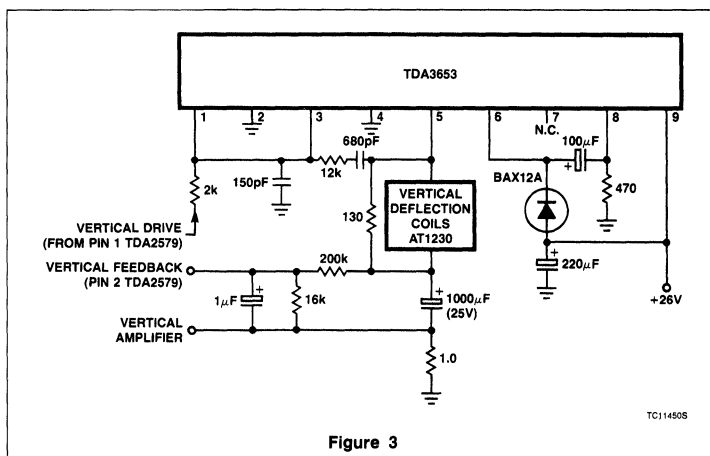 TDA3653
1 2 3 4 5 6 7 8 9
N.C.
680pF
100μF
+
12k
150pF
2k
BAX12A
470
130
VERTICAL
DEFLECTION
COILS
AT1230
VERTICAL DRIVE
(FROM PIN 1 TDA2579)
VERTICAL FEEDBACK
(PIN 2 TDA2579)
200k
+
220μF
+
1μF
16k
+
1000μF
(25V)
+26V
VERTICAL
AMPLIFIER
1.0
TC11450S
Figure 3